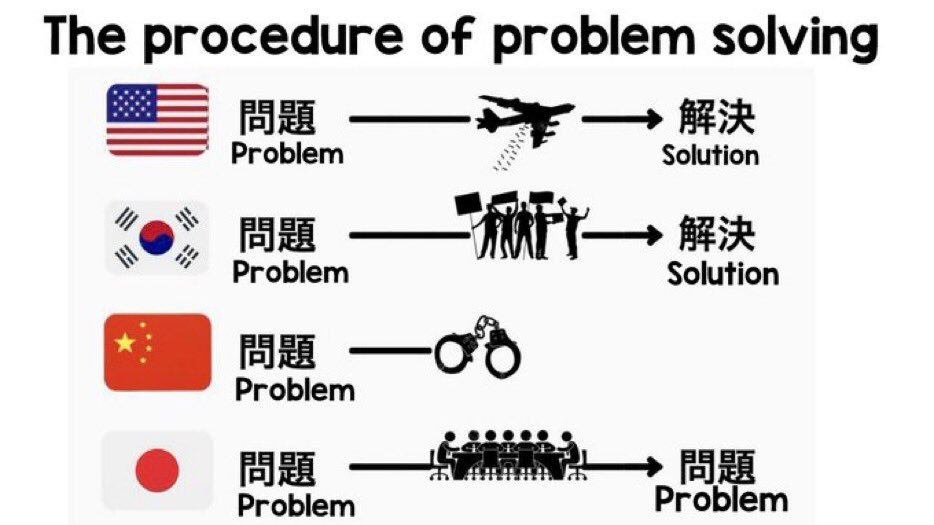 The procedure of problem solving
問題
解決
Problem
Solution
問題
解決
Problem
Solution
問題
Problem
問題
問題
Problem
Problem